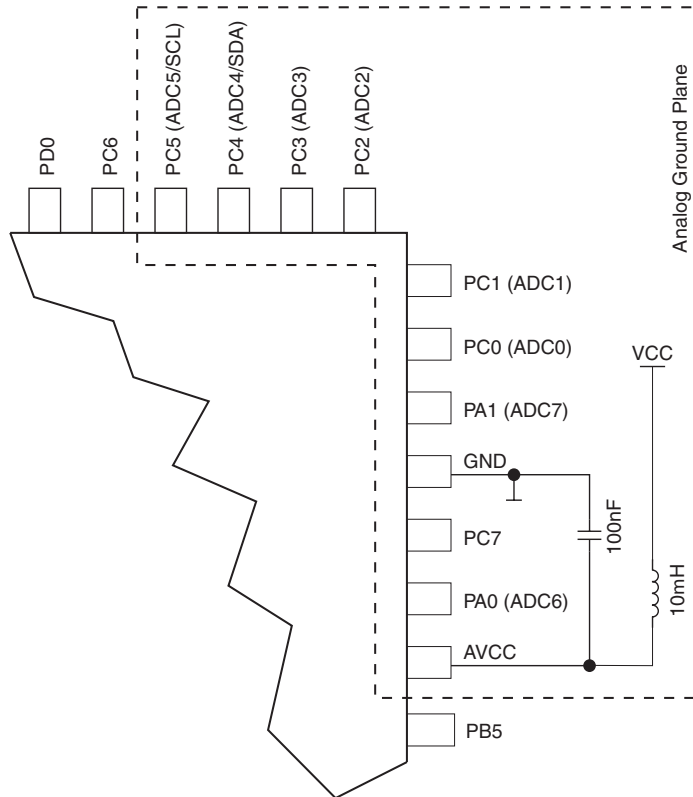 PD0
PC6
PC5 (ADC5/SCL)
PC4 (ADC4/SDA)
PC3 (ADC3)
PC2 (ADC2)
Analog Ground Plane
PC1 (ADC1)
PC0 (ADC0)
VCC
PA1 (ADC7)
GND
100nF
PC7
10mH
PA0 (ADC6)
AVCC
PB5